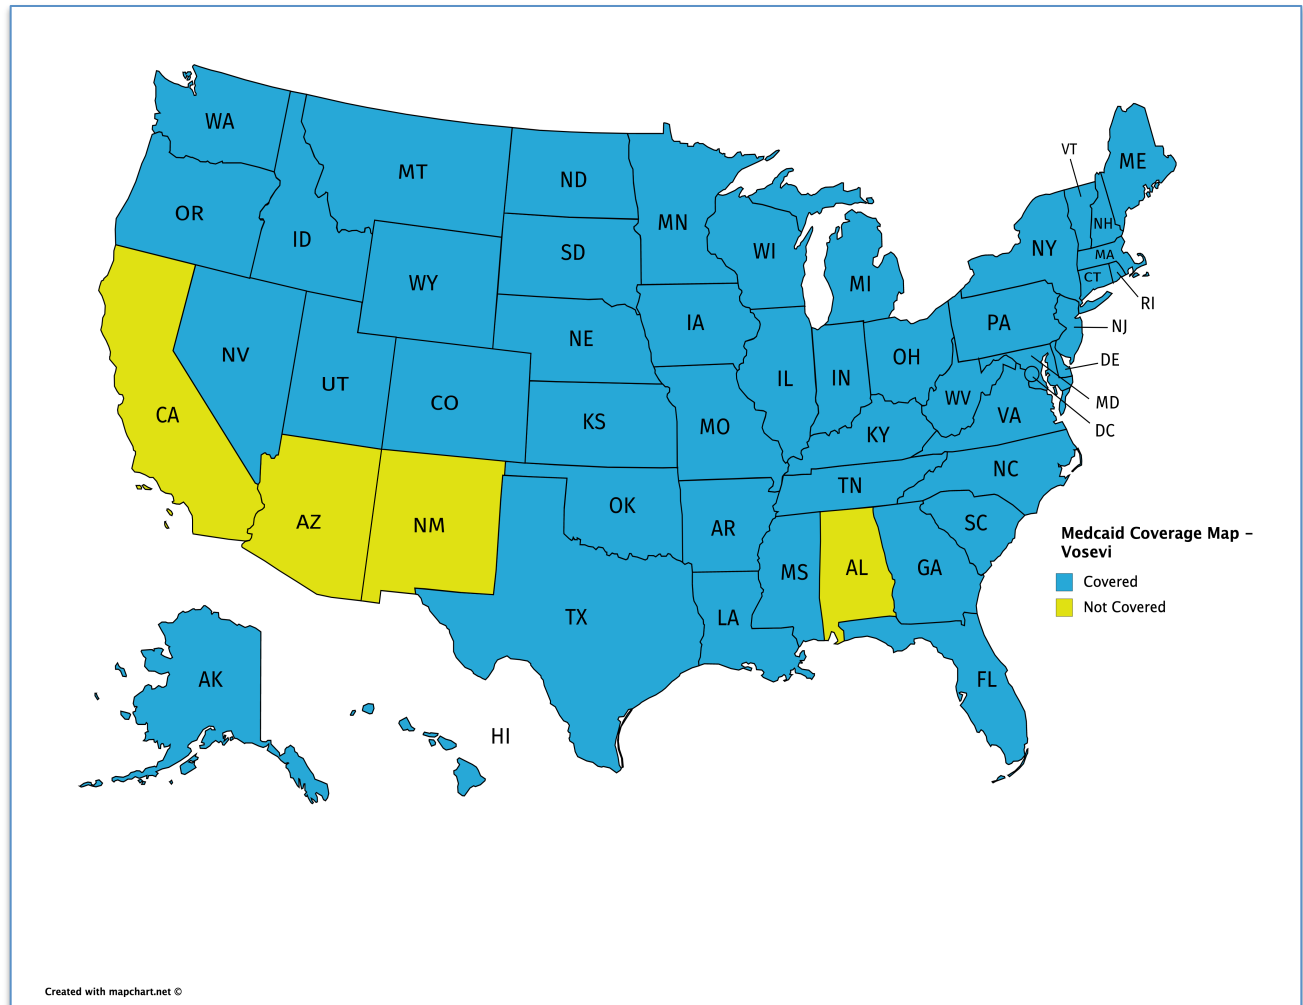 WA
MT
ND
MN
VT
ME
OR
ID
SD
WI
MI
NY
NH
MA
CT
RI
WY
IA
NE
PA
NJ
NV
UT
CO
IL
IN
OH
DE
WV
MD
VA
DC
CA
KS
MO
KY
NC
TN
AZ
NM
OK
AR
SC
MS
AL
GA
TX
LA
Medcaid Coverage Map –
Vosevi
Covered
Not Covered
AK
FL
HI
Created with mapchart.net ©